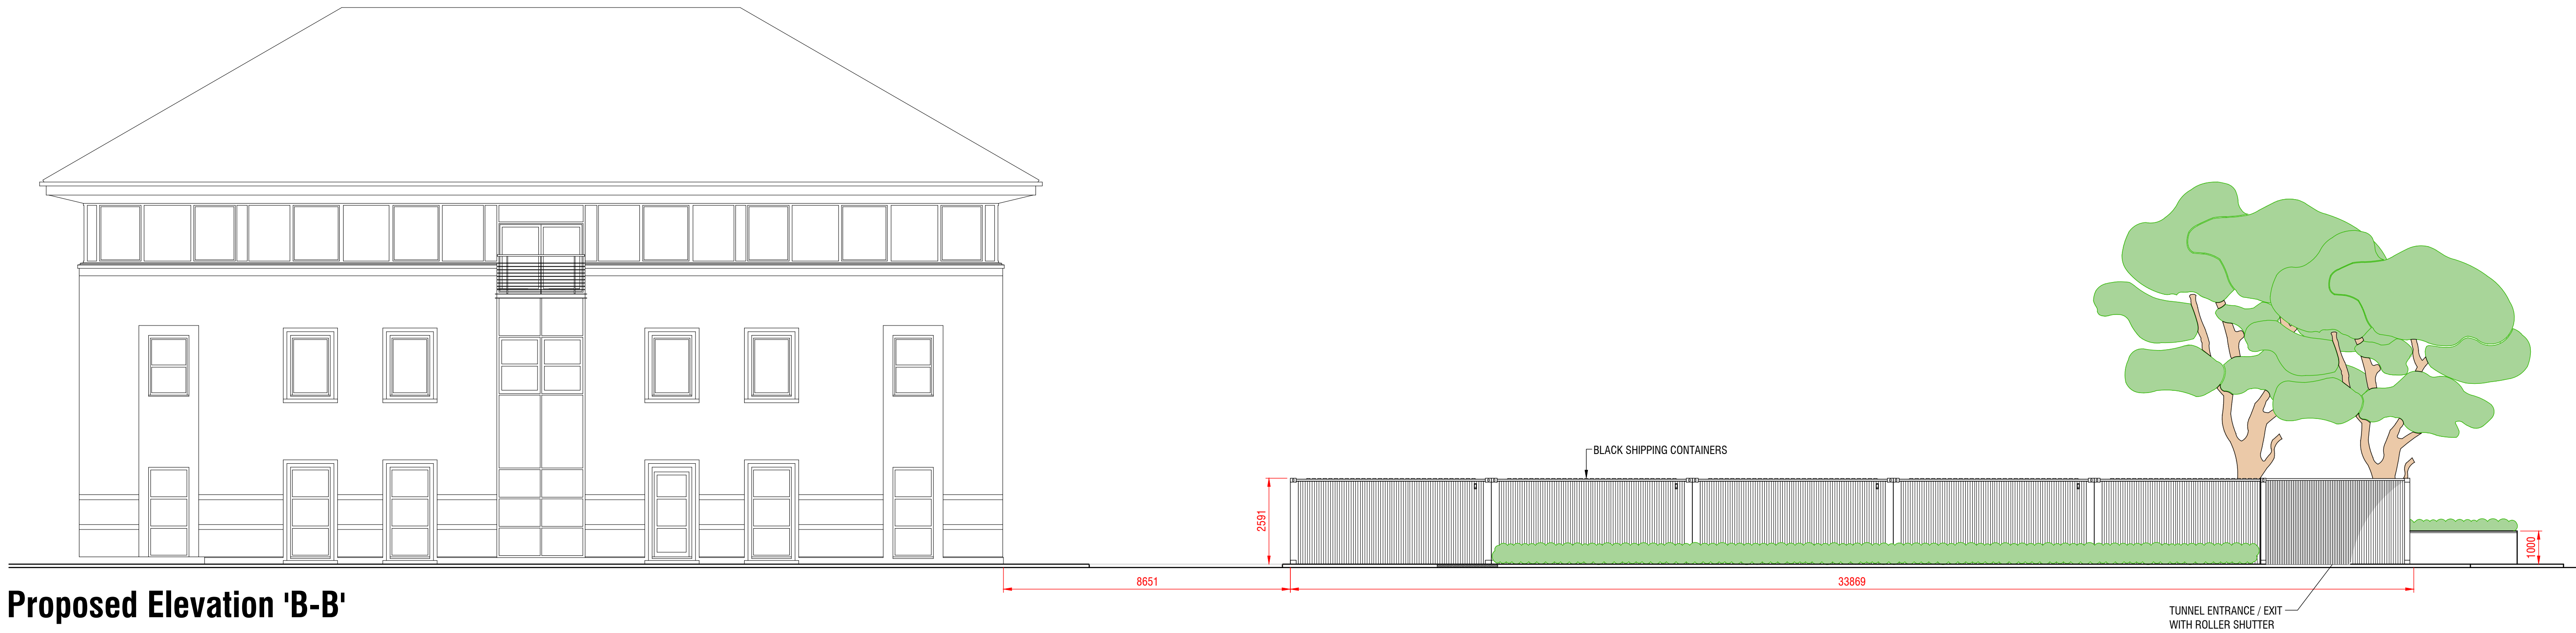 BLACK SHIPPING CONTAINERS
2591
1000
8651
33869
Proposed Elevation 'B-B'
TUNNEL ENTRANCE / EXIT
WITH ROLLER SHUTTER